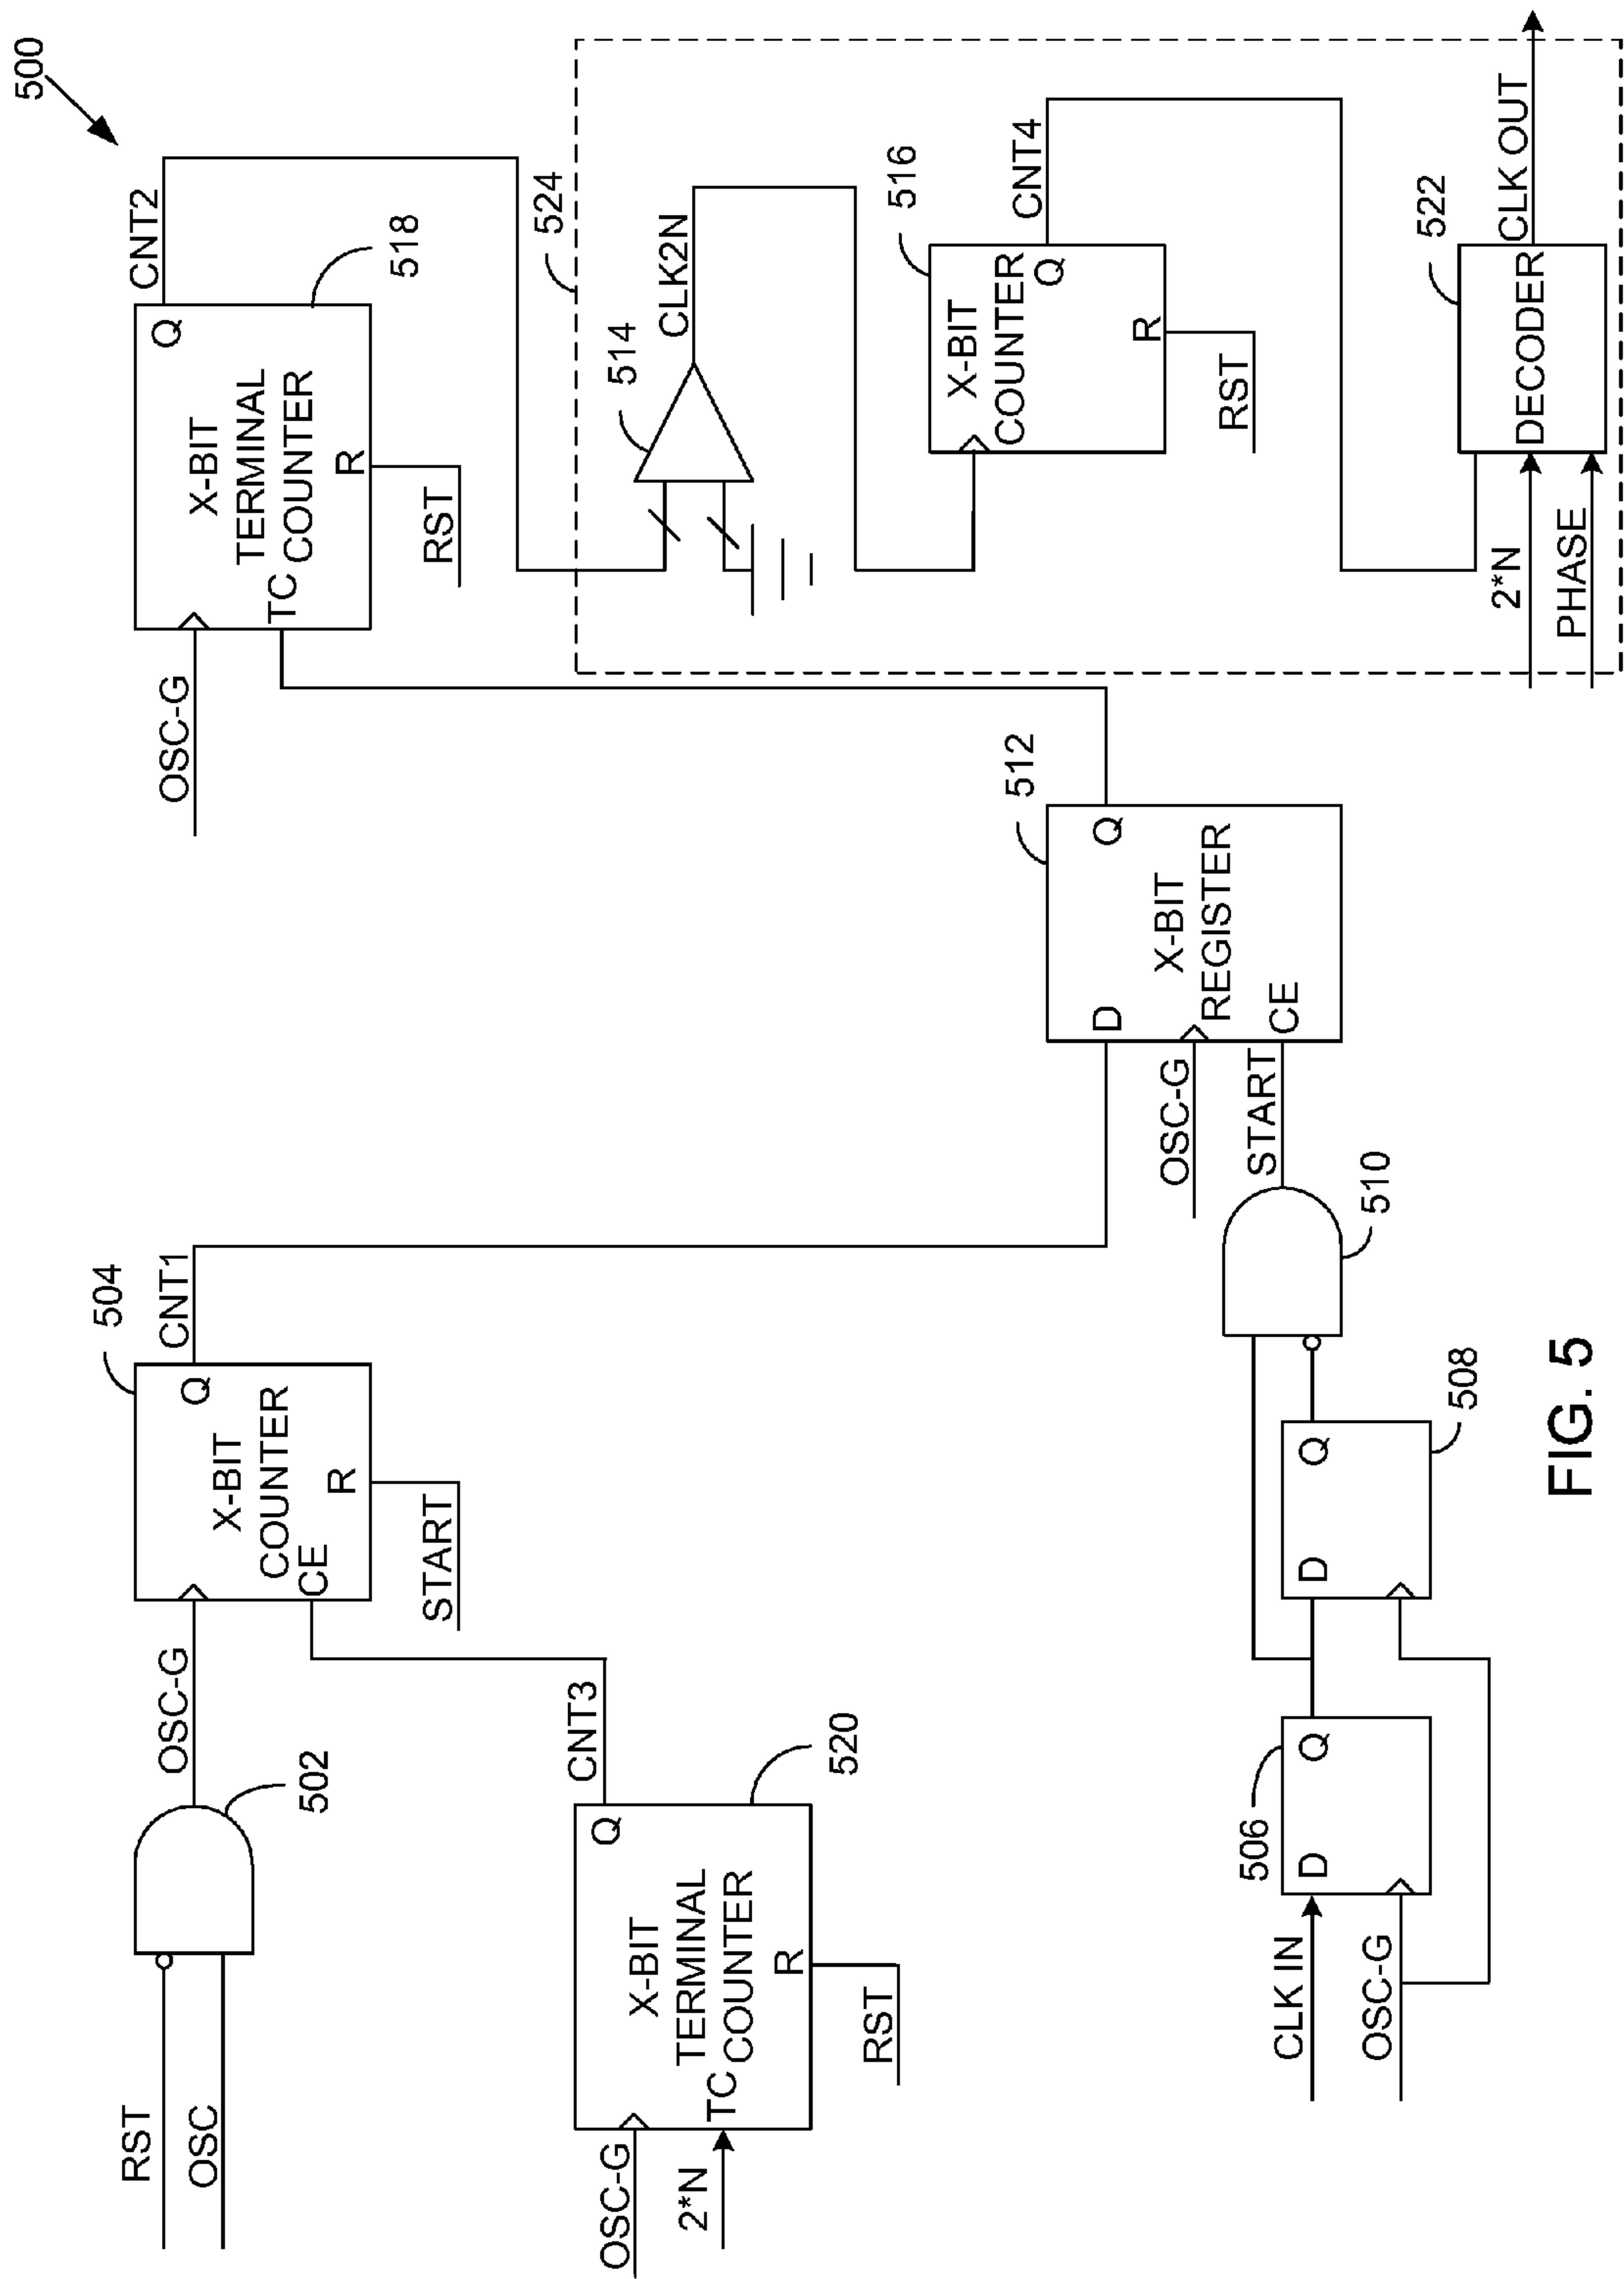 500
RST
OSC
502
OSC-G
504
X-BIT
COUNTER
Q
CE
R
START
CNT1
OSC-G
X-BIT
TERMINAL
COUNTER
TC
Q
R
RST
518
CNT2
OSC-G
2*N
TC
X-BIT
TERMINAL
COUNTER
Q
R
RST
520
CNT3
524
514
CLK2N
516
X-BIT
COUNTER
Q
R
RST
CNT4
512
D
Q
X-BIT
REGISTER
CE
OSC-G
START
CLK IN
OSC-G
506
D
Q
D
Q
508
510
2*N
PHASE
DECODER
522
CLK OUT
FIG. 5